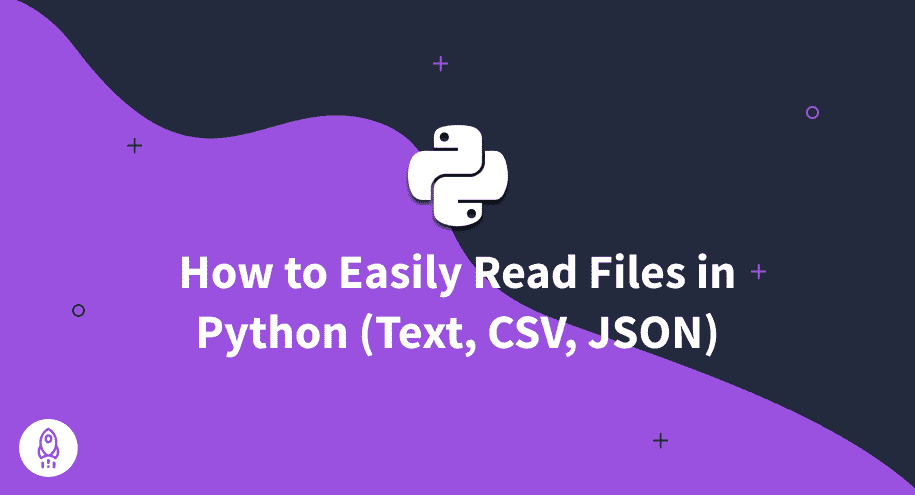 How to Easily Read Files in
Python (Text, CSV, JSON)